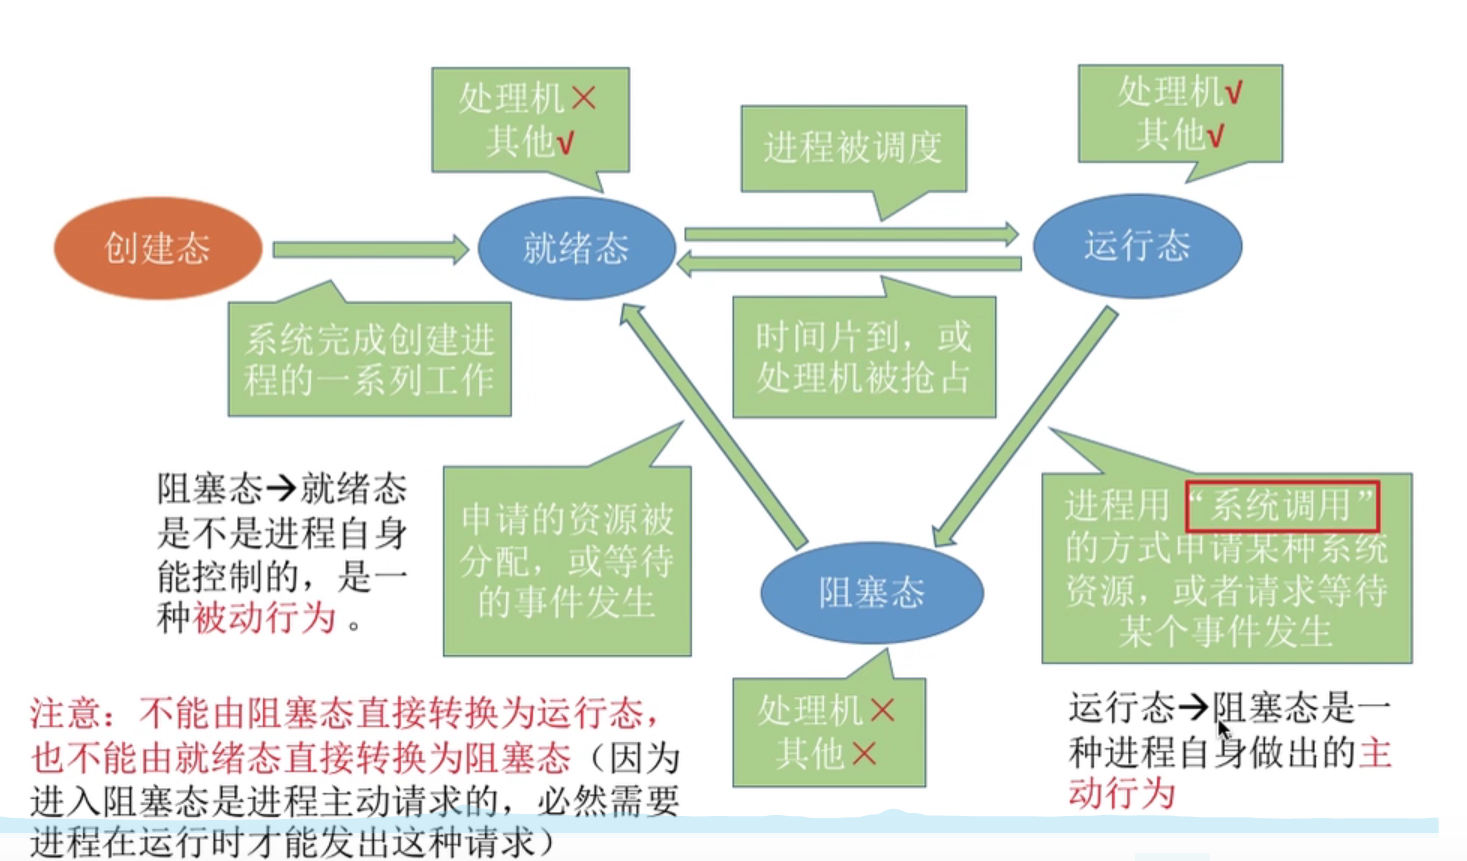 处理机×
其他√
进程被调度
处理机√
其他√
创建态
就绪态
运行态
系统完成创建进
程的一系列工作
时间片到，或
处理机被抢占
阻塞态→就绪态
是不是进程自身
能控制的，是一
种被动行为。
申请的资源被
分配，或等待
的事件发生
进程用“系统调用”
的方式申请某种系统
资源，或者请求等待
某个事件发生
阻塞态
处理机×
其他×
运行态→阻塞态是一
种进程自身做出的主
动行为
注意：不能由阻塞态直接转换为运行态，
也不能由就绪态直接转换为阻塞态（因为
进入阻塞态是进程主动请求的，必然需要
进程在运行时才能发出这种请求）